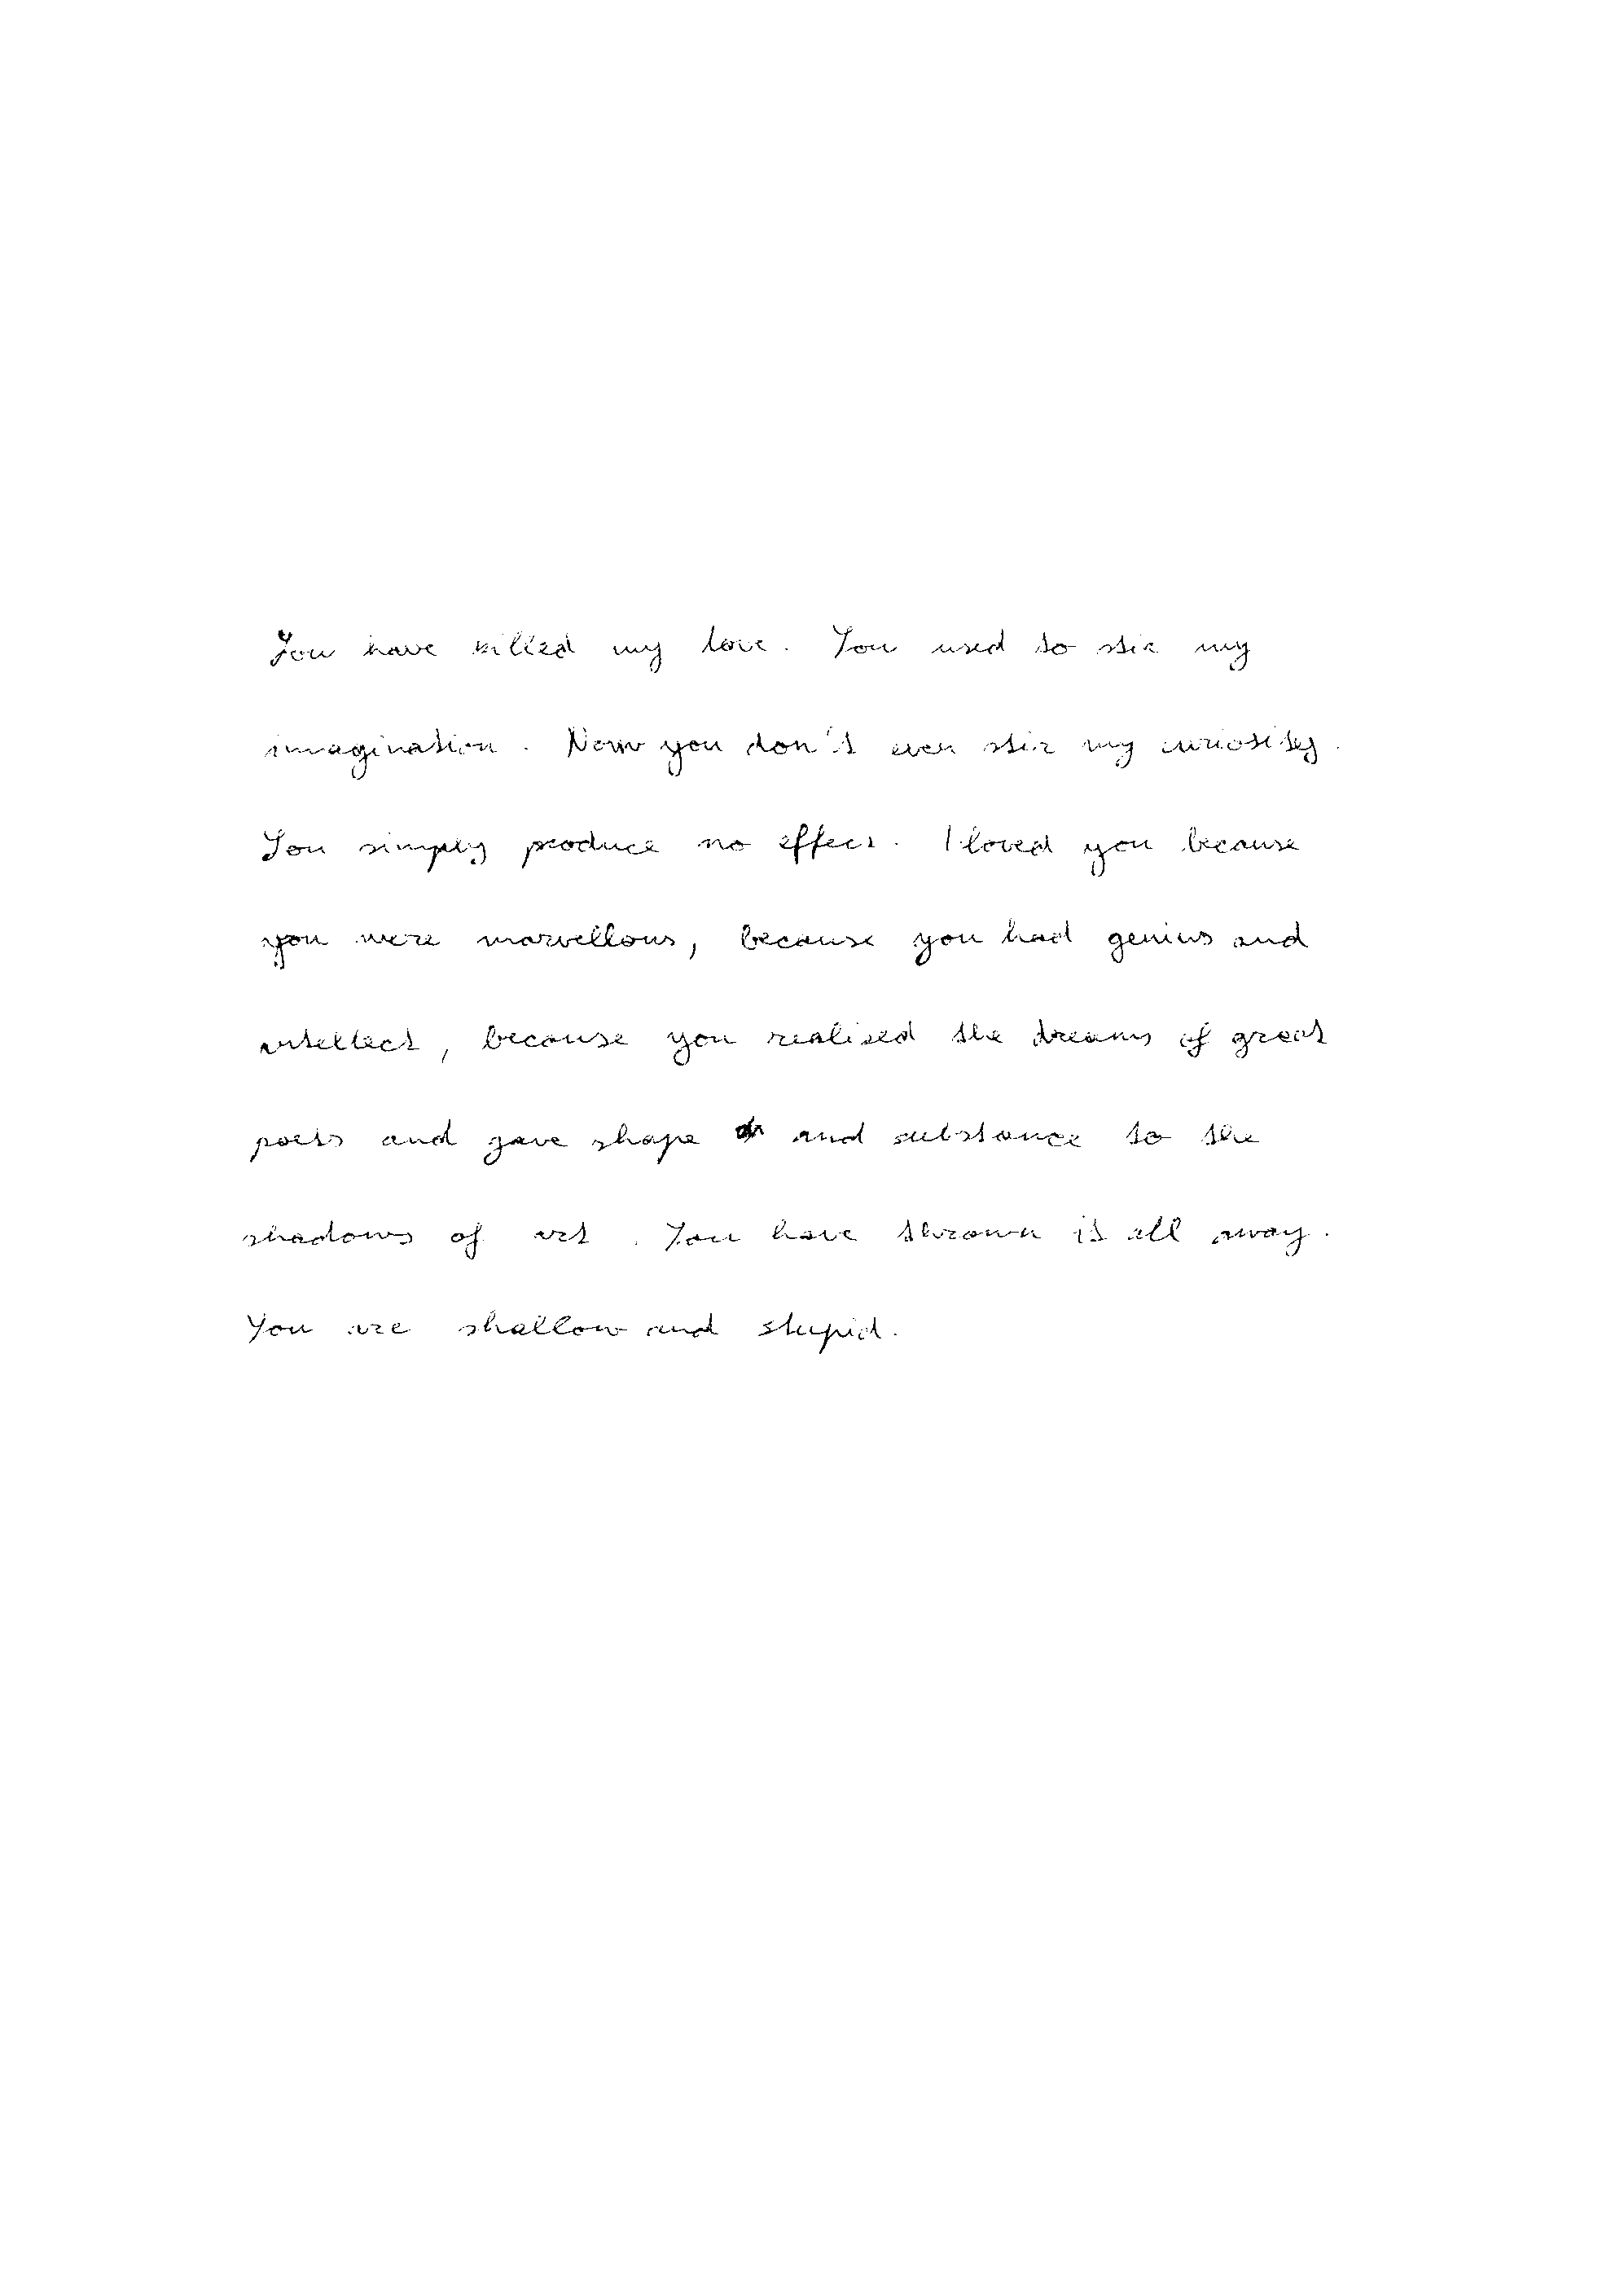 You have killed my love. You used to stir my
imagination. Now you don't even stir my curiosity.
You simply produce no effect. I loved you because
you were marvellous, because you had genius and
intellect, because you realised the dreams of great
poets and gave shape and substance to the
shadows of art. You have thrown it all away.
You are shallow and stupid.